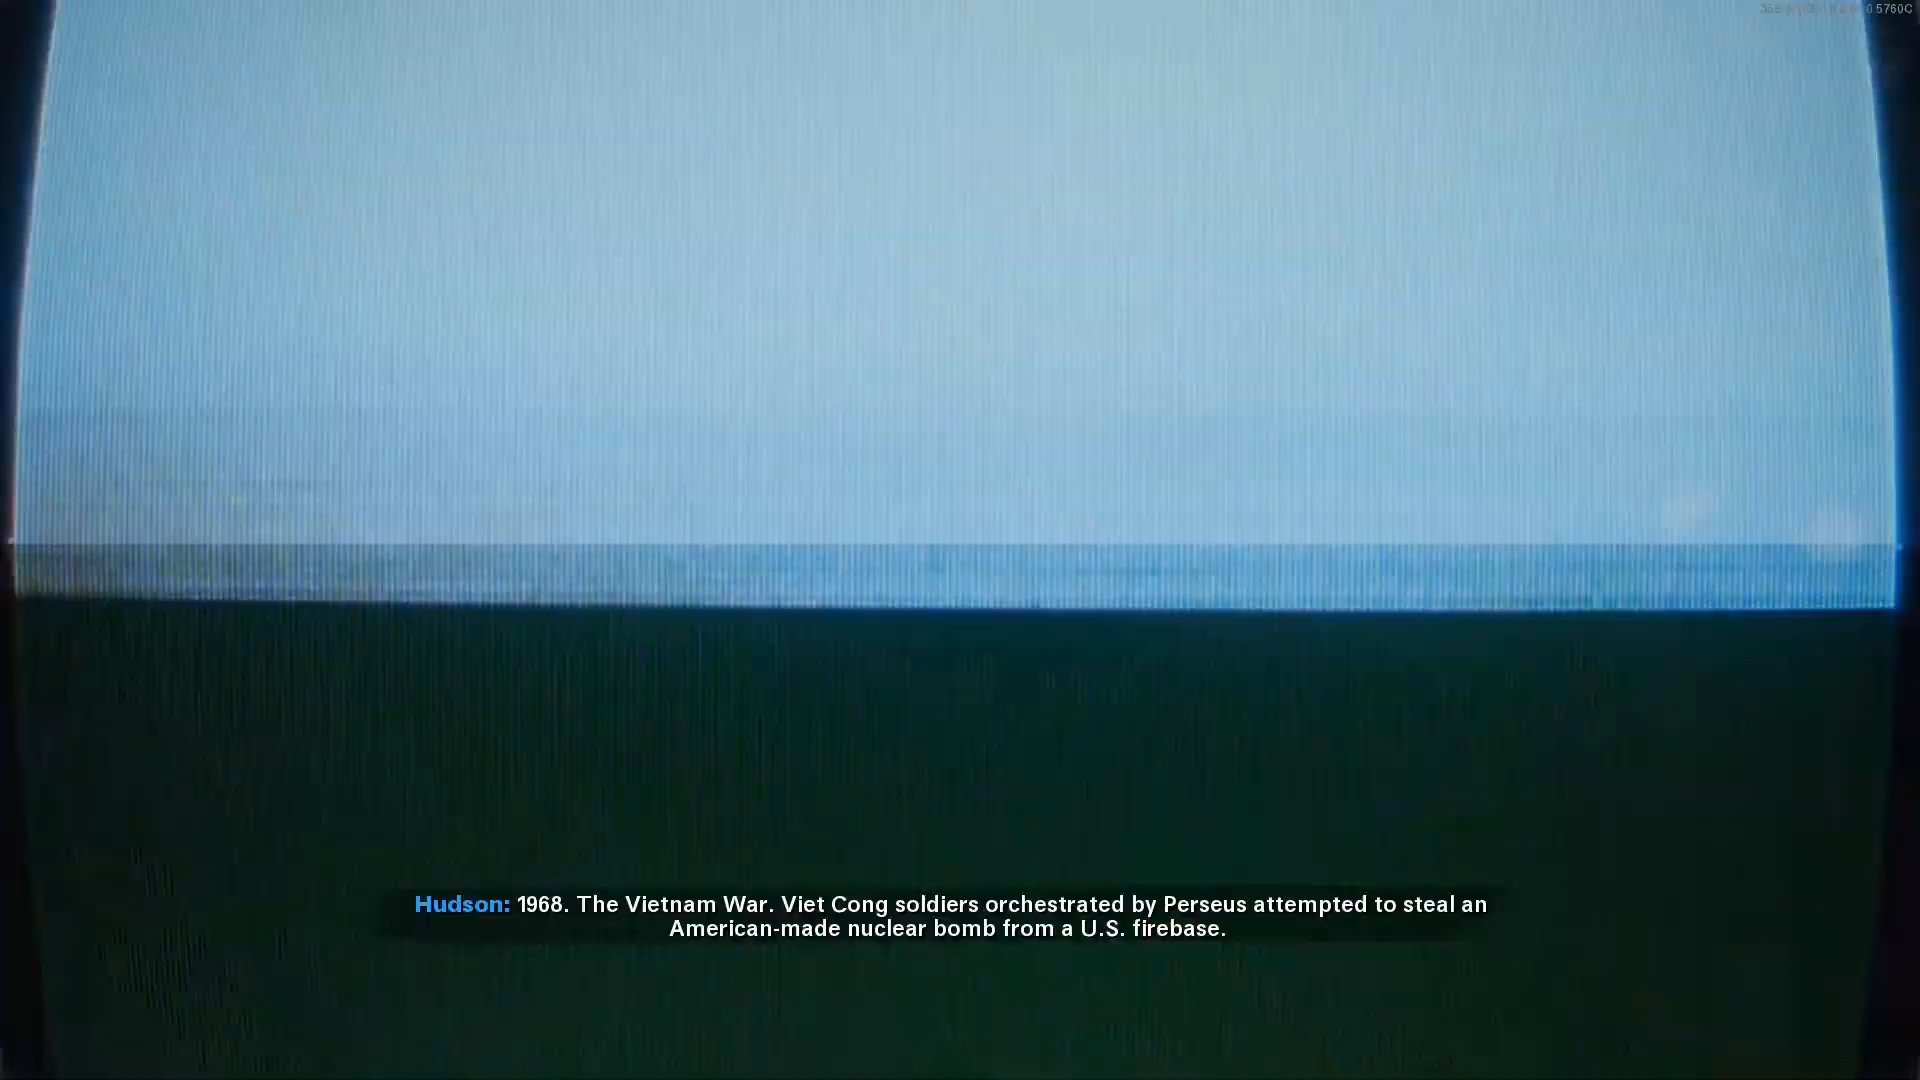 Hudson: 1968. The Vietnam War. Viet Cong soldiers orchestrated by Perseus attempted to steal an
American-made nuclear bomb from a U.S. firebase.